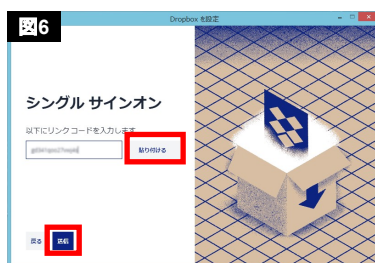 図6
Dropbox を設定
シングル サインオン
以下にリンク コードを入力します
貼り付ける
戻る
送信